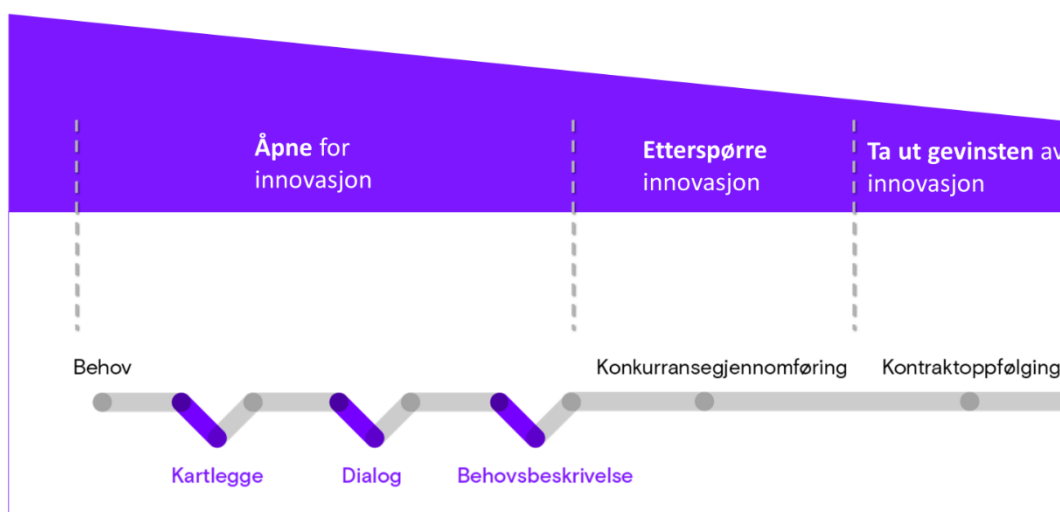 Åpne for
innovasjon
Etterspørre
innovasjon
Ta ut gevinsten av
innovasjon
Behov
Konkurransegjennomføring
Kontraktoppfølging
Kartlegge
Dialog
Behovsbeskrivelse